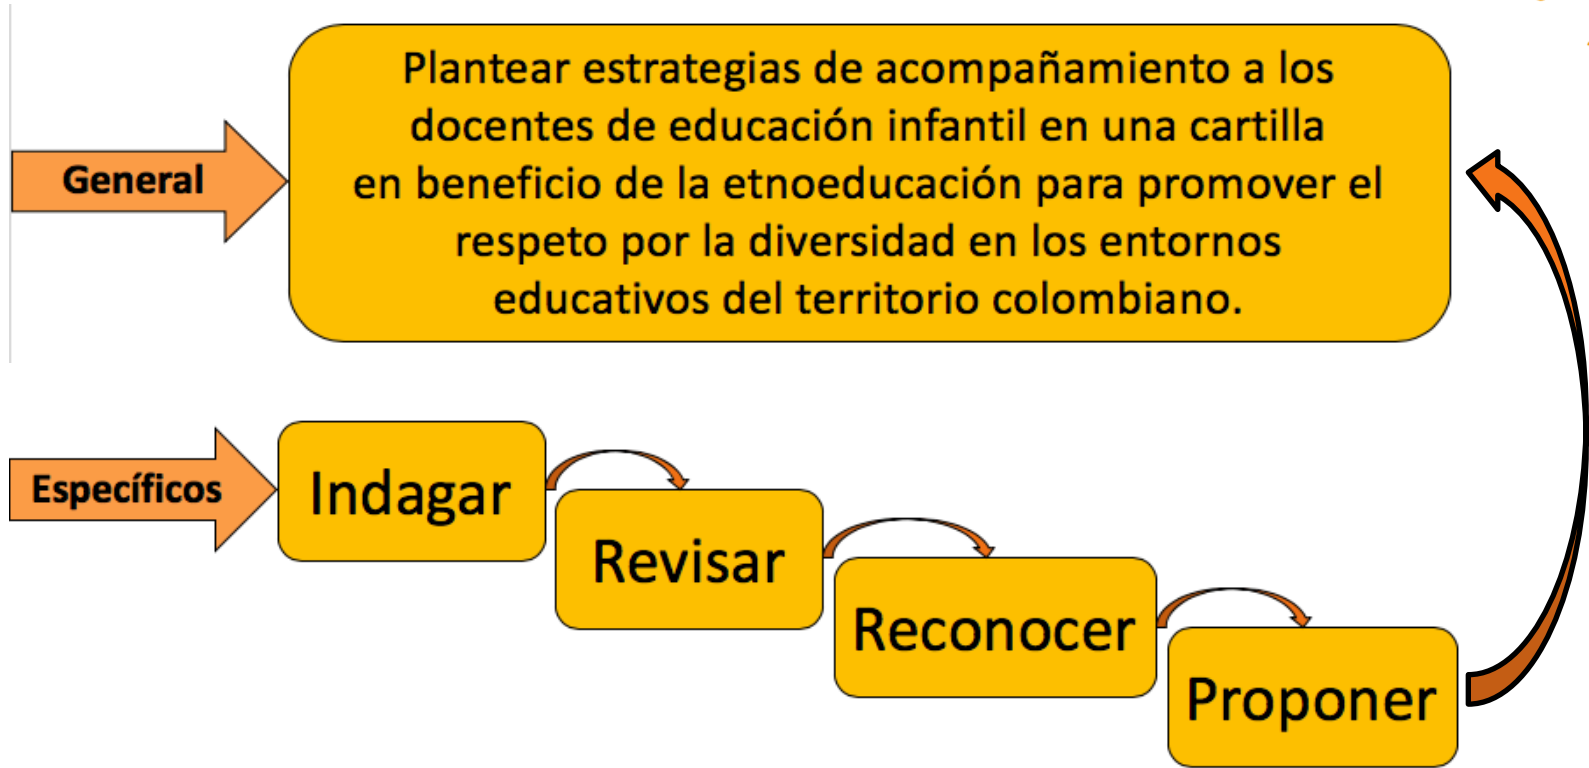 General
Plantear estrategias de acompañamiento a los
docentes de educación infantil en una cartilla
en beneficio de la etnoeducación para promover el
respeto por la diversidad en los entornos
educativos del territorio colombiano.
Específicos
Indagar
Revisar
Reconocer
Proponer